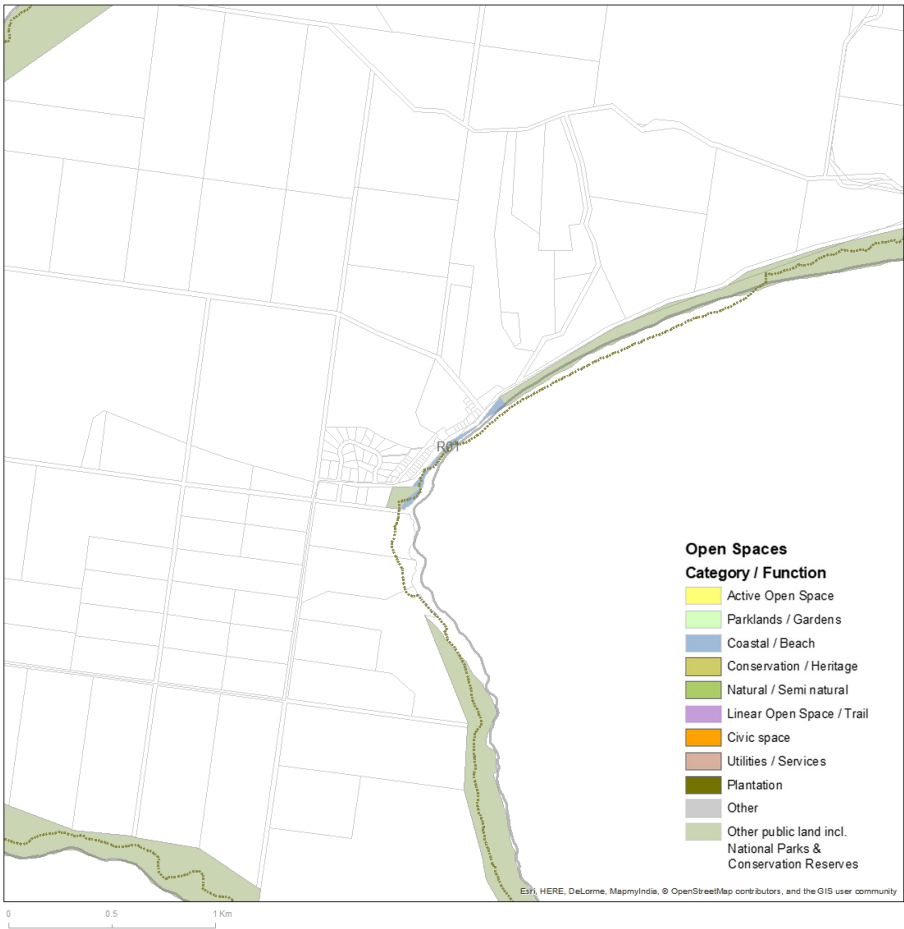 R01
Open Spaces
Category / Function
Active Open Space
Parklands / Gardens
Coastal / Beach
Conservation / Heritage
Natural / Semi natural
Linear Open Space / Trail
Civic space
Utilities / Services
Plantation
Other
Other public land incl.
National Parks &
Conservation Reserves
Esri, HERE, DeLorme, MapmyIndia, © OpenStreetMap contributors, and the GIS user community
0 0.5 1 Km